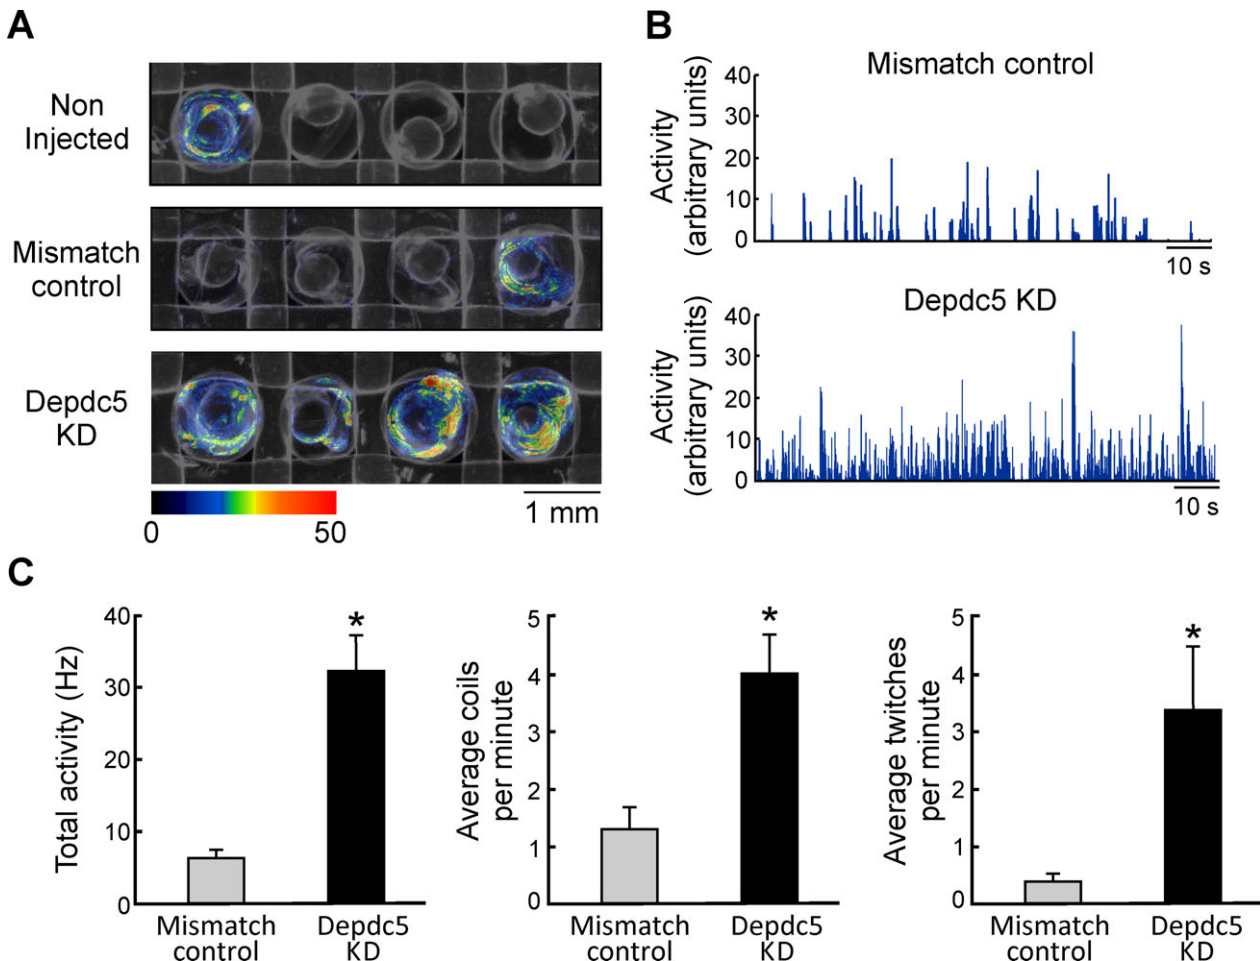 A
Non
Injected
Mismatch
control
Depdc5
KD
0
50
1 mm
B
Mismatch control
Activity
(arbitrary units)
40
30
20
10
0
10 s
Depdc5 KD
Activity
(arbitrary units)
40
30
20
10
0
10 s
C
Total activity (Hz)
40
30
20
10
0
Mismatch
control
Depdc5
KD
*
Average coils
per minute
5
4
3
2
1
0
Mismatch
control
Depdc5
KD
*
Average twitches
per minute
5
4
3
2
1
0
Mismatch
control
Depdc5
KD
*